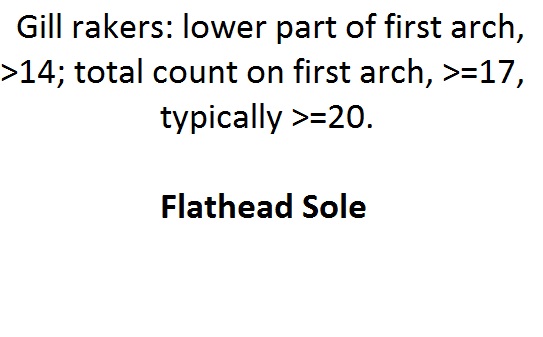 Gill rakers: lower part of first arch,
>14; total count on first arch, >=17,
typically >=20.
Flathead Sole